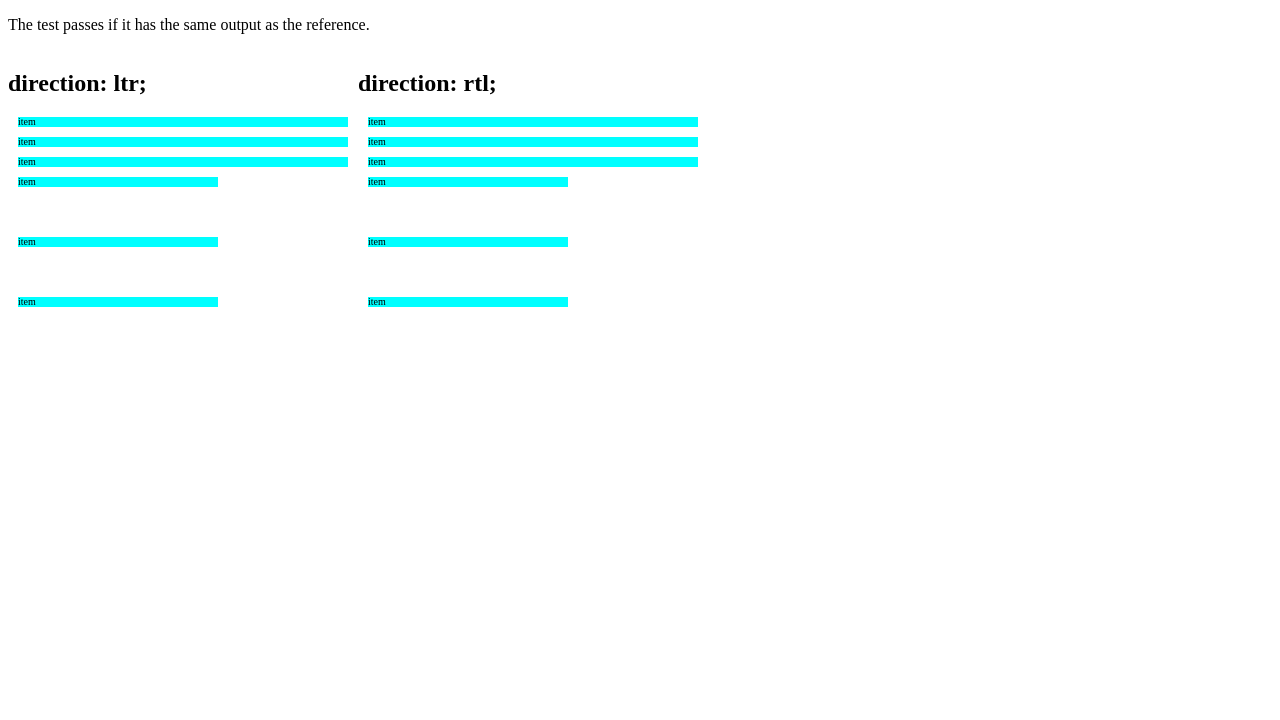 The test passes if it has the same output as the reference.
direction: ltr;
item
item
item
item
item
item
direction: rtl;
item
item
item
item
item
item